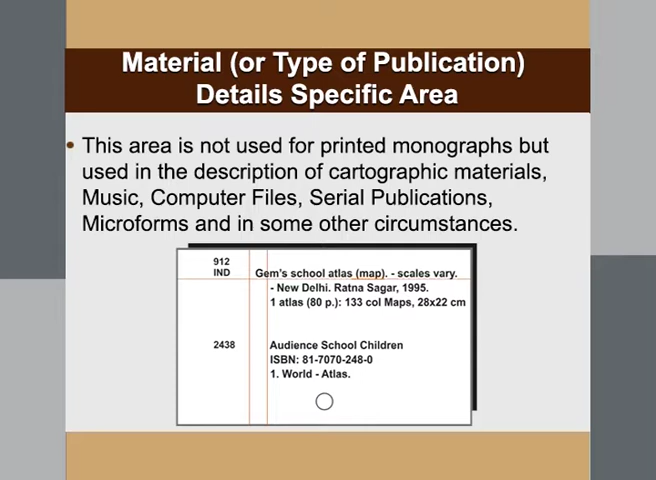 Material (or Type of Publication)
Details Specific Area
• This area is not used for printed monographs but
used in the description of cartographic materials,
Music, Computer Files, Serial Publications,
Microforms and in some other circumstances.
912
IND Gem's school atlas (map). - scales vary.
- New Delhi. Ratna Sagar, 1995.
1 atlas (80 p.): 133 col Maps, 28x22 cm
2438 Audience School Children
ISBN: 81-7070-248-0
1. World - Atlas.